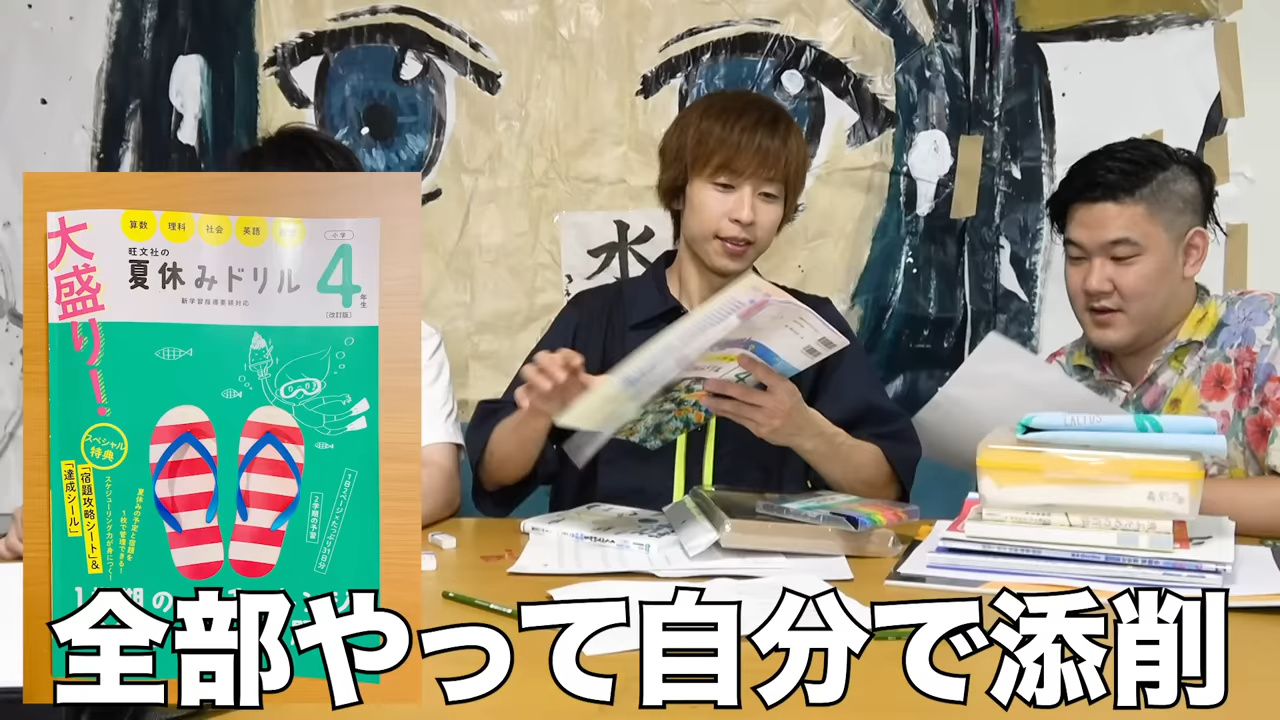 算数 理科 社会 英語
大盛り!
旺文社の
小学
夏休みドリル
4年生
新学習指導要領対応
(改訂版)
スペシャル
特典
「宿題攻略シート」&
「達成シール」
夏休みの予定と宿題を
1枚で管理できる!
スケジューリング力が身につく!
1日2ページ×たっぷり31日分
2学期の予習
水
4
全部やって自分で添削